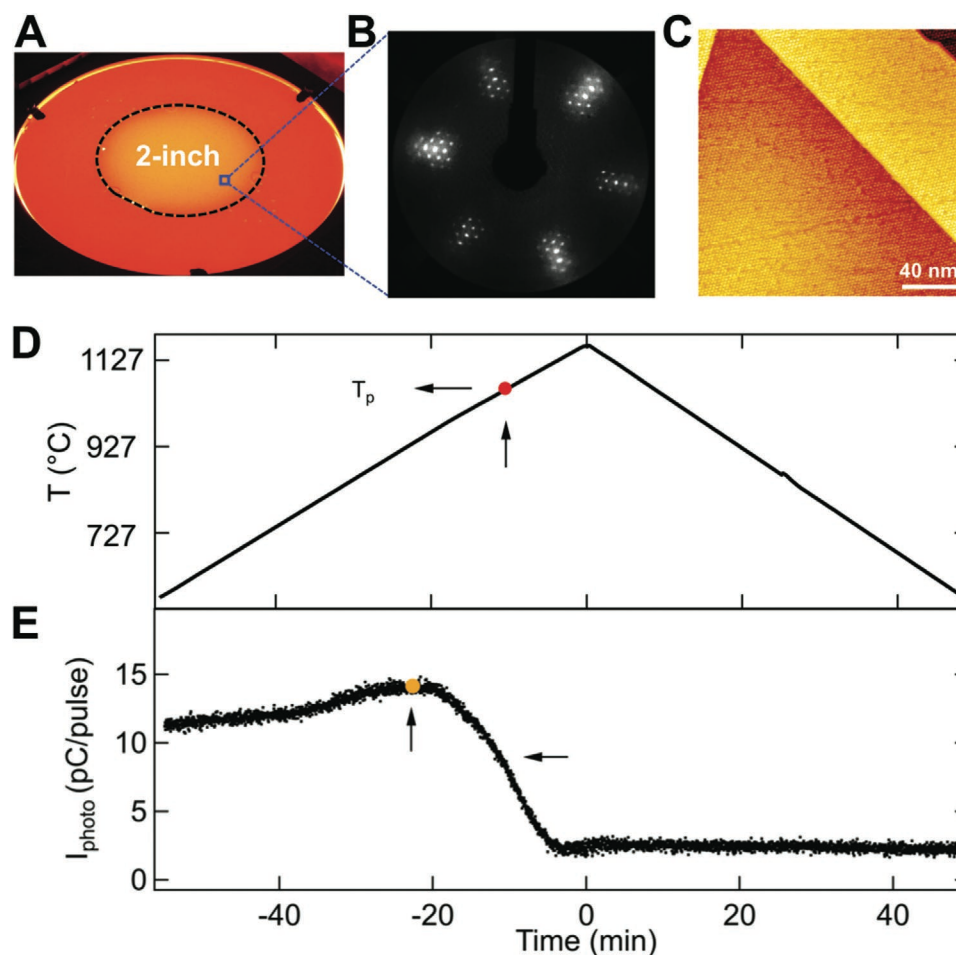 A
B
C
2-inch
40 nm
D
1127
927
727
T (°C)
Tₚ
E
15
10
5
0
I_photo (pC/pulse)
-40
-20
0
20
40
Time (min)